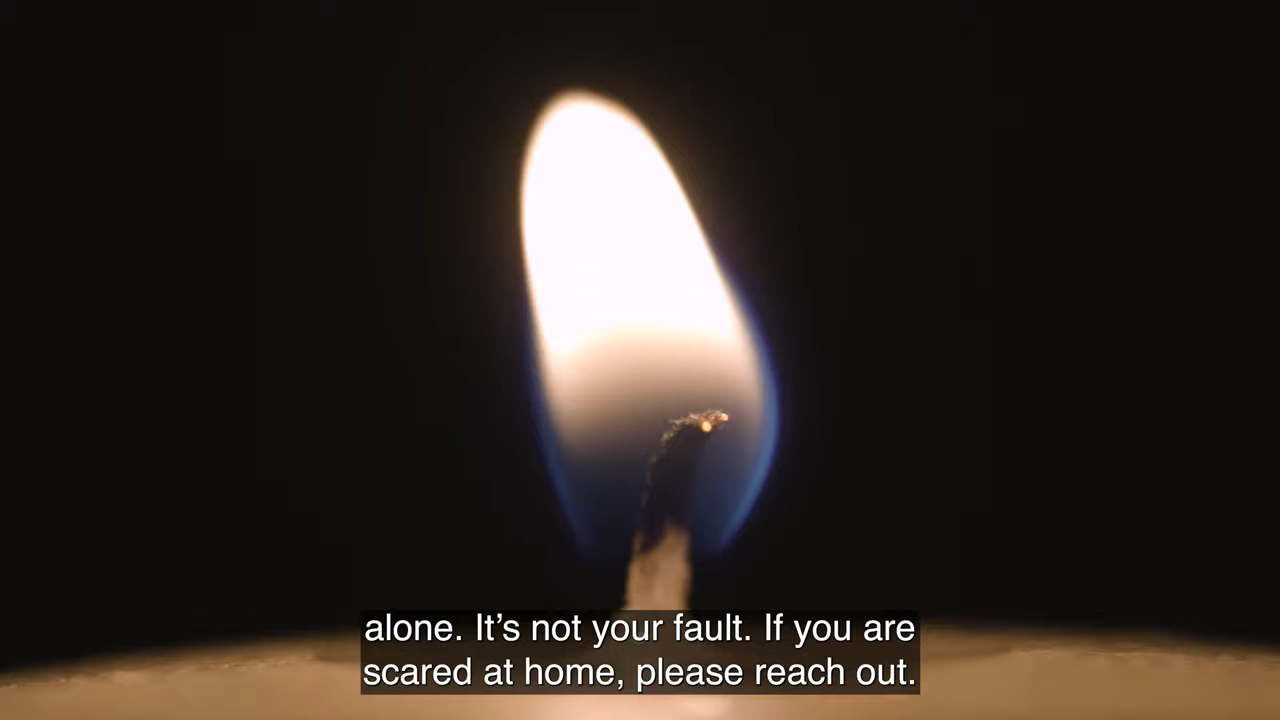 alone. It’s not your fault. If you are
scared at home, please reach out.